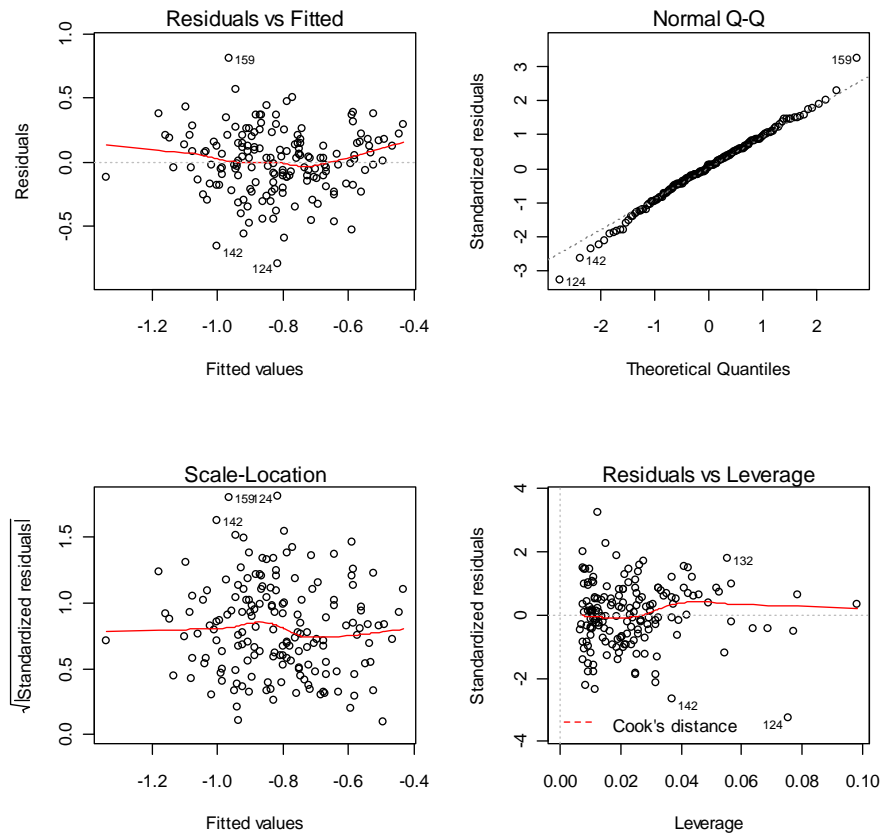 Residuals vs Fitted
Residuals
1.0
0.5
0.0
-0.5
159
142
124
-1.2 -1.0 -0.8 -0.6 -0.4
Fitted values
Normal Q-Q
Standardized residuals
3
2
1
0
-1
-2
-3
159
142
124
-2 -1 0 1 2
Theoretical Quantiles
Scale-Location
√|Standardized residuals|
1.5
1.0
0.5
0.0
159 124
142
-1.2 -1.0 -0.8 -0.6 -0.4
Fitted values
Residuals vs Leverage
Standardized residuals
4
2
0
-2
-4
132
142
124
Cook's distance
0.00 0.02 0.04 0.06 0.08 0.10
Leverage